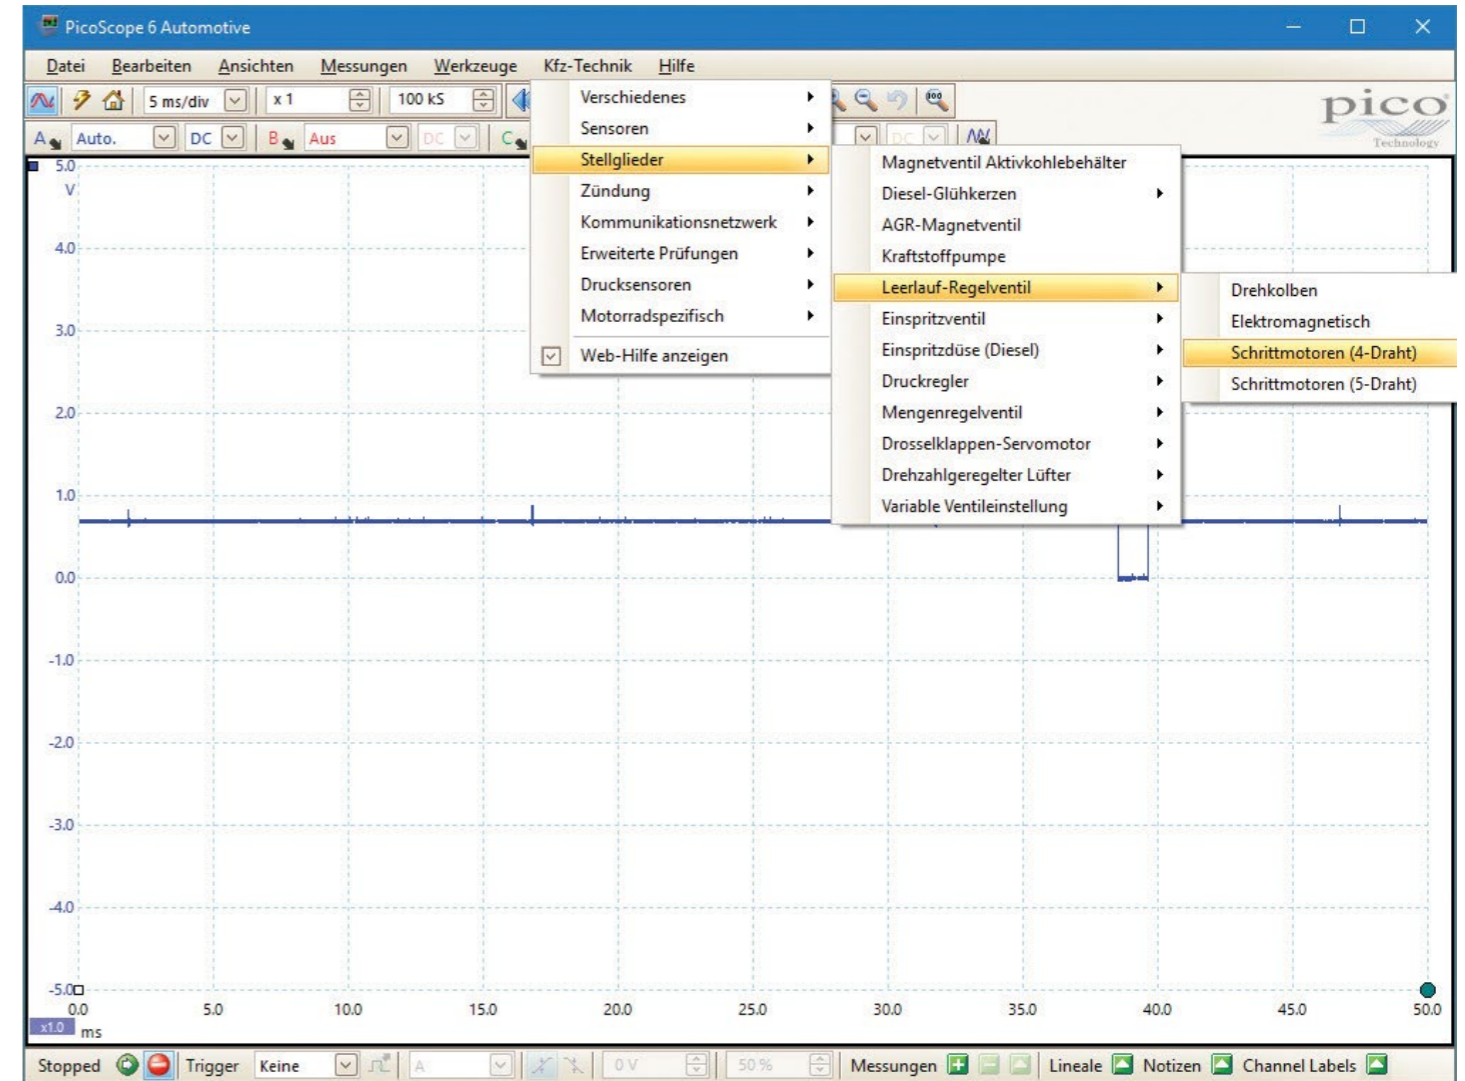 PicoScope 6 Automotive
Datei Bearbeiten Ansichten Messungen Werkzeuge Kfz-Technik Hilfe
5 ms/div x 1 100 kS
A Auto. DC B Aus DC C DC
pico
Technology
Verschiedenes
Sensoren
Stellglieder
Zündung
Kommunikationsnetzwerk
Erweiterte Prüfungen
Drucksensoren
Motorradspezifisch
Web-Hilfe anzeigen
Magnetventil Aktivkohlebehälter
Diesel-Glühkerzen
AGR-Magnetventil
Kraftstoffpumpe
Leerlauf-Regelventil
Einspritzventil
Einspritzdüse (Diesel)
Druckregler
Mengenregelventil
Drosselklappen-Servomotor
Drehzahlgeregelter Lüfter
Variable Ventileinstellung
Drehkolben
Elektromagnetisch
Schrittmotoren (4-Draht)
Schrittmotoren (5-Draht)
5.0
V
4.0
3.0
2.0
1.0
0.0
-1.0
-2.0
-3.0
-4.0
-5.0
0.0 5.0 10.0 15.0 20.0 25.0 30.0 35.0 40.0 45.0 50.0
x1.0 ms
Stopped Trigger Keine A 0 V 50 % Messungen Lineale Notizen Channel Labels